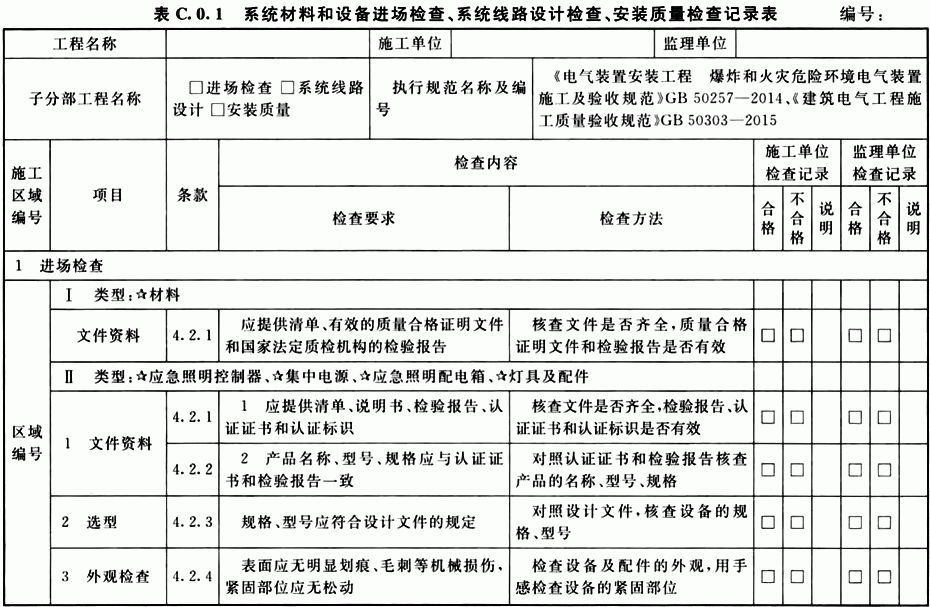 表 C.0.1 系统材料和设备进场检查、系统线路设计检查、安装质量检查记录表 编号：
工程名称 施工单位 监理单位
子分部工程名称
□进场检查 □系统线路
设计 □安装质量
执行规范名称及编
号
《电气装置安装工程 爆炸和火灾危险环境电气装置
施工及验收规范》GB 50257—2014、《建筑电气工程施
工质量验收规范》GB 50303—2015
施工
区域
编号
项目
条款
检查内容
检查要求
检查方法
施工单位
检查记录
监理单位
检查记录
合格
不合格
说明
合格
不合格
说明
1 进场检查
区域
编号
Ⅰ 类型：☆材料
文件资料
4.2.1
应提供清单、有效的质量合格证明文件
和国家法定质检机构的检验报告
核查文件是否齐全，质量合格
证明文件和检验报告是否有效
□ □ □ □
Ⅱ 类型：☆应急照明控制器、☆集中电源、☆应急照明配电箱、☆灯具及配件
1 文件资料
4.2.1
1 应提供清单、说明书、检验报告、认
证证书和认证标识
核查文件是否齐全，检验报告、认
证证书和认证标识是否有效
□ □ □ □
4.2.2
2 产品名称、型号、规格应与认证证
书和检验报告一致
对照认证证书和检验报告核查
产品的名称、型号、规格
□ □ □ □
2 选型
4.2.3
规格、型号应符合设计文件的规定
对照设计文件，核查设备的规
格、型号
□ □ □ □
3 外观检查
4.2.4
表面应无明显划痕、毛刺等机械损伤，
紧固部位应无松动
检查设备及配件的外观，用手
感检查设备的紧固部位
□ □ □ □